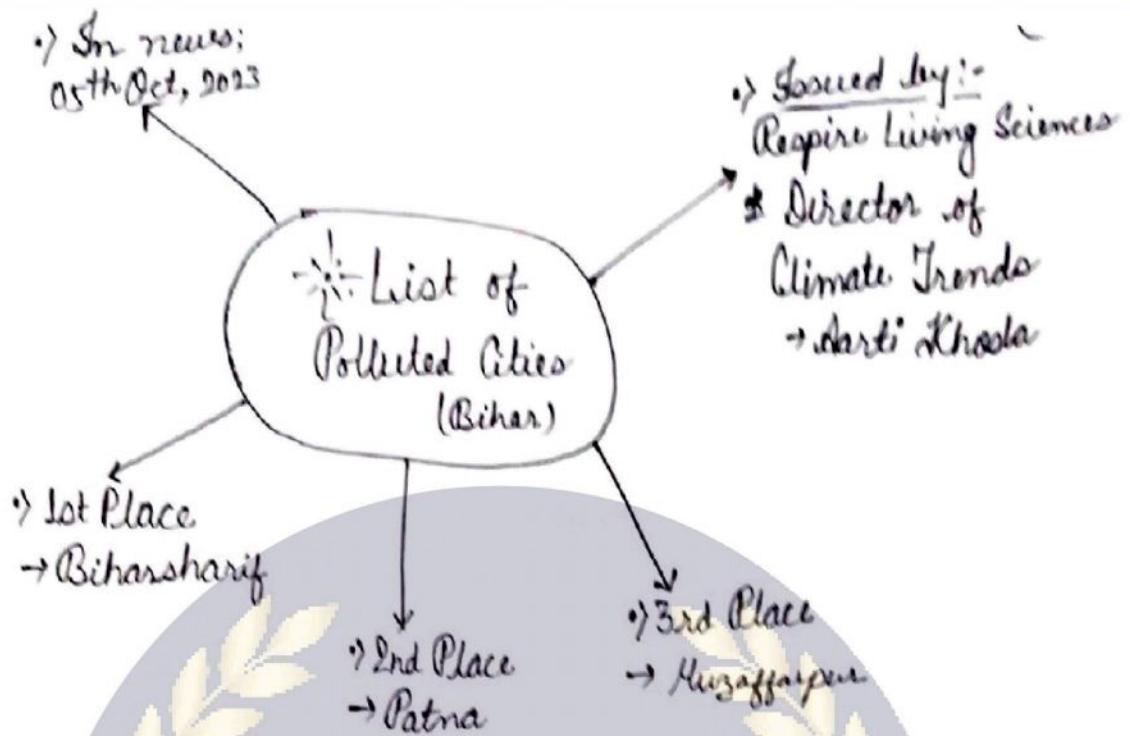 •) In news;
05th Oct, 2023
•) Issued by:-
Respire Living Sciences
* Director of
Climate Trends
→ Aarti Khosla
List of
Polluted Cities
(Bihar)
•) 1st Place
→ Biharsharif
•) 2nd Place
→ Patna
•) 3rd Place
→ Muzaffarpur